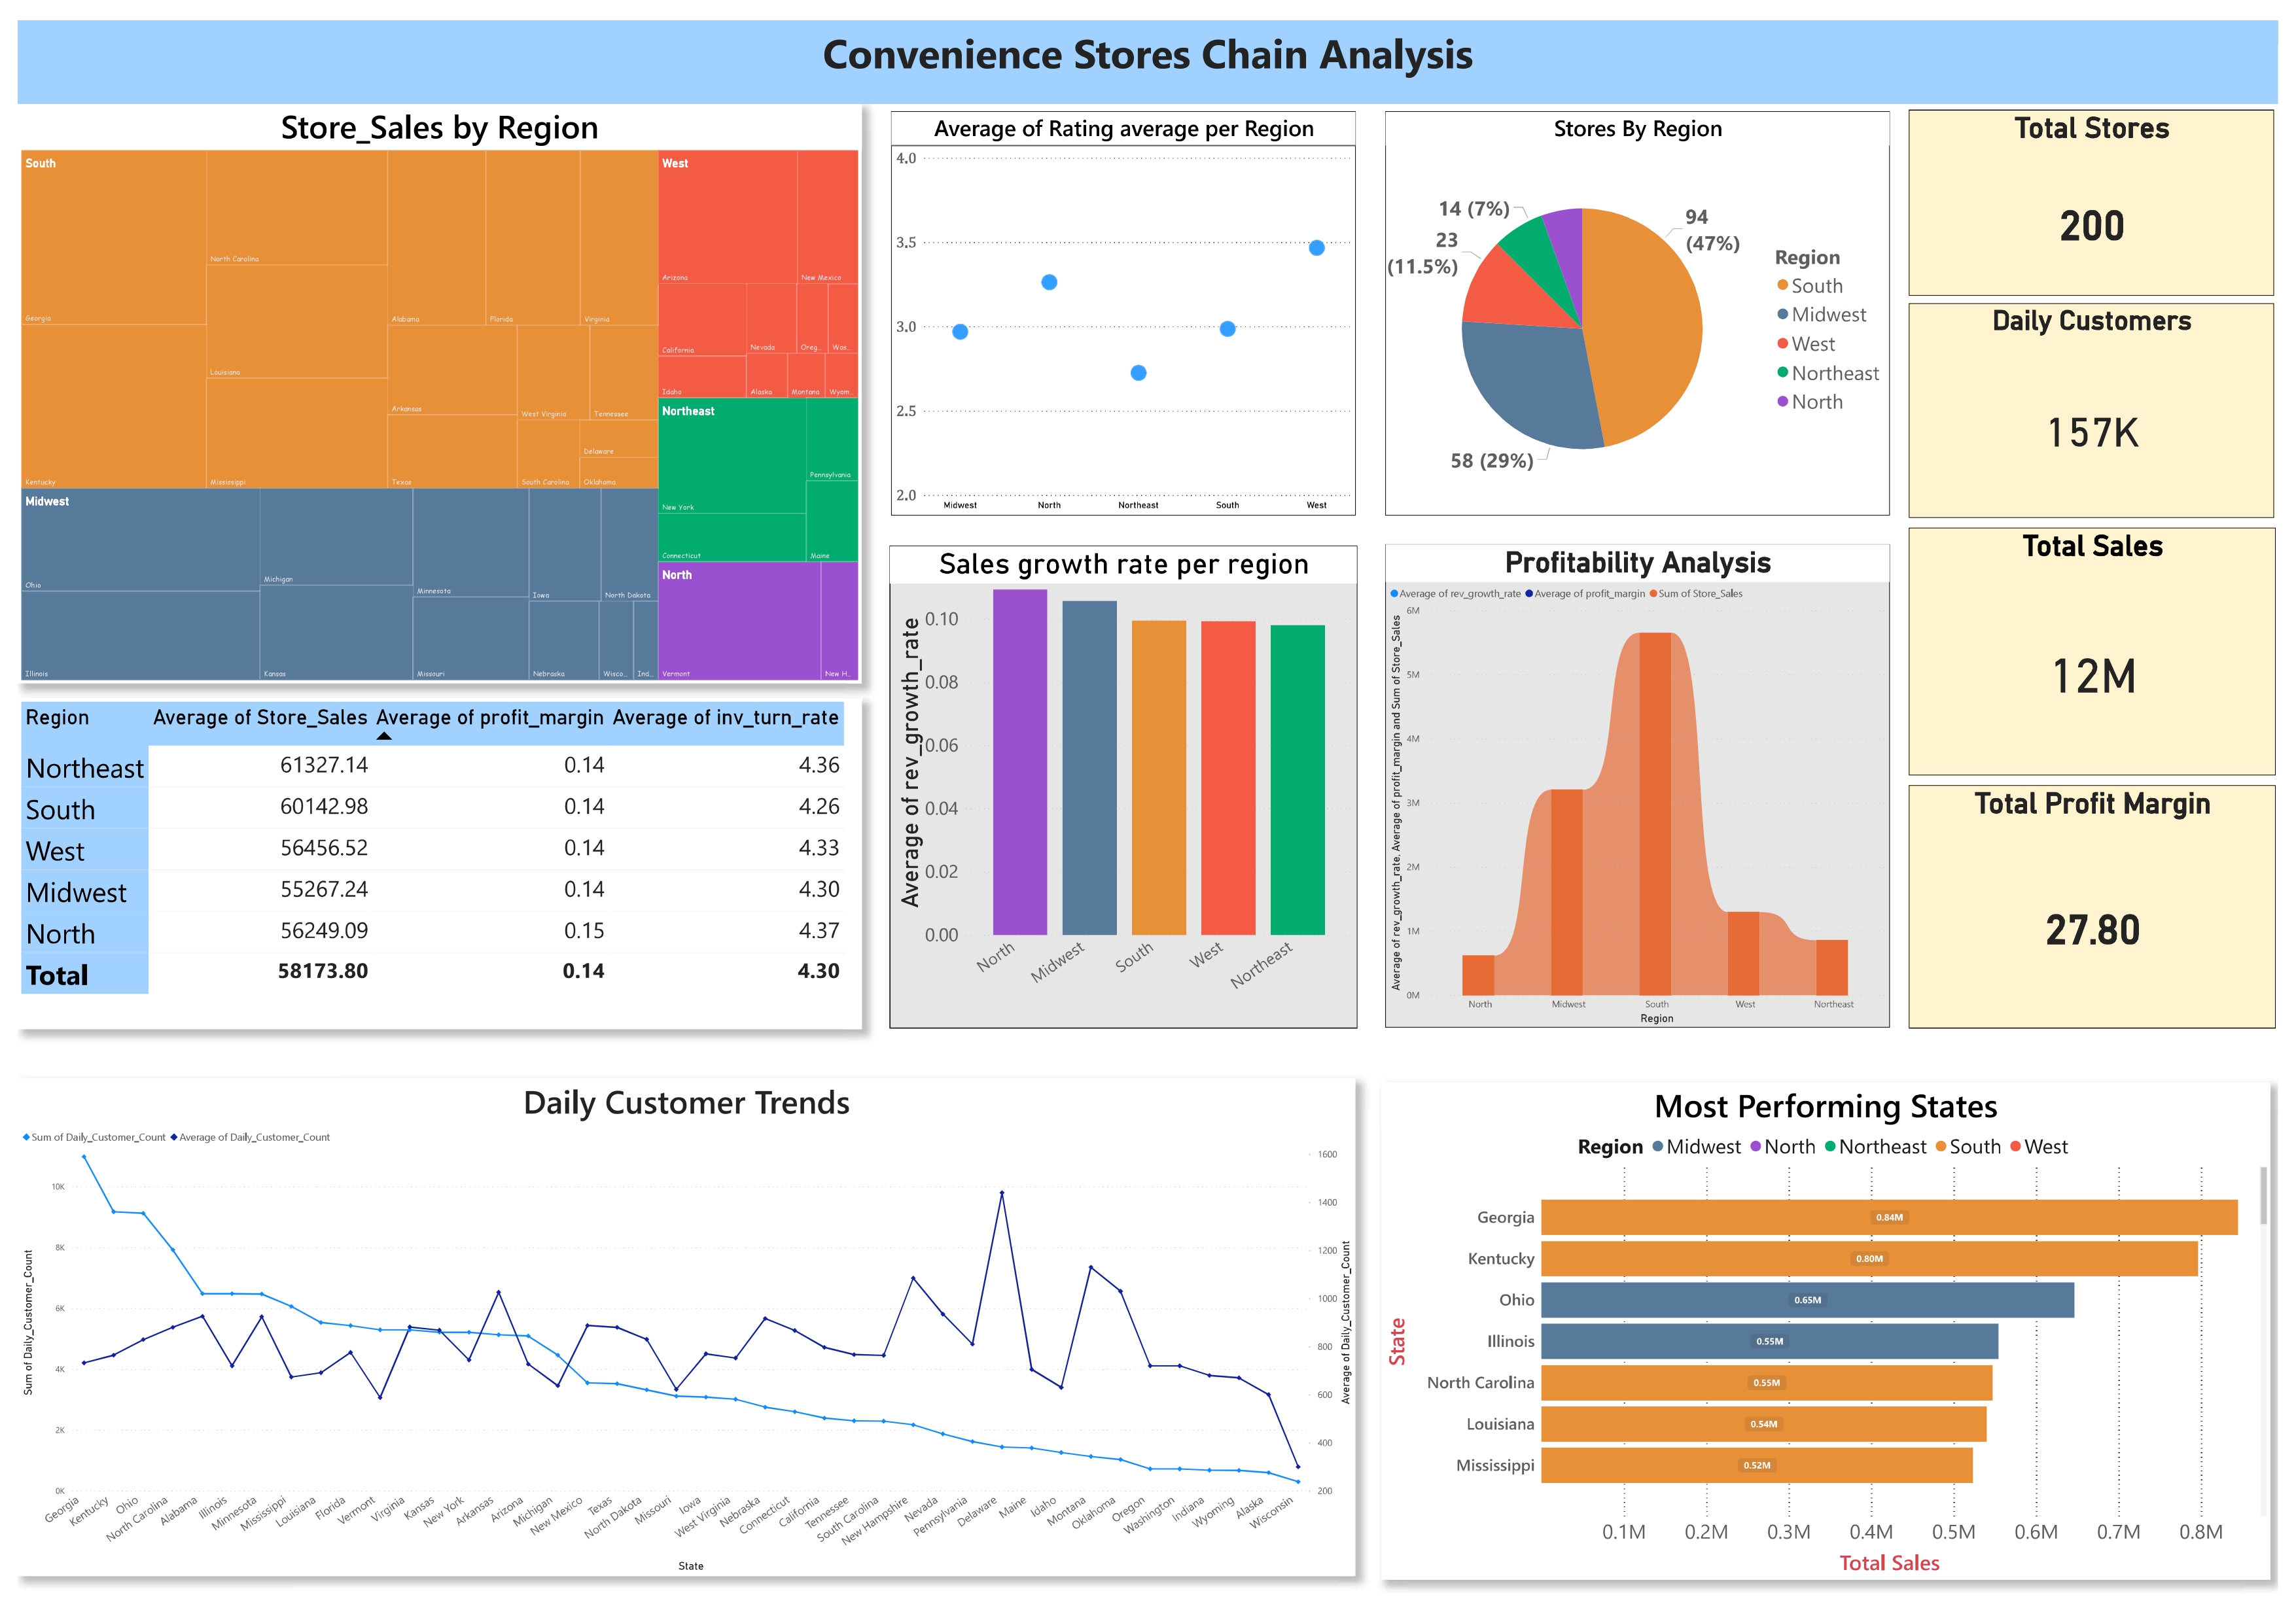 Convenience Stores Chain Analysis
Store_Sales by Region
South
Georgia
Kentucky
North Carolina
Louisiana
Mississippi
Alabama
Florida
Virginia
Arkansas
Texas
West Virginia
Tennessee
South Carolina
Delaware
Oklahoma
West
Arizona
New Mexico
California
Idaho
Nevada
Oreg...
Was...
Alaska
Montana
Wyom...
Northeast
New York
Connecticut
Pennsylvania
Maine
Midwest
Ohio
Illinois
Michigan
Kansas
Minnesota
Missouri
Iowa
North Dakota
Nebraska
Wisco...
Ind...
North
Vermont
New H...
Region Average of Store_Sales Average of profit_margin Average of inv_turn_rate
Northeast 61327.14 0.14 4.36
South 60142.98 0.14 4.26
West 56456.52 0.14 4.33
Midwest 55267.24 0.14 4.30
North 56249.09 0.15 4.37
Total 58173.80 0.14 4.30
Average of Rating average per Region
4.0
3.5
3.0
2.5
2.0
Midwest North Northeast South West
Stores By Region
14 (7%)
23
(11.5%)
94
(47%)
58 (29%)
Region
South
Midwest
West
Northeast
North
Total Stores
200
Daily Customers
157K
Total Sales
12M
Total Profit Margin
27.80
Sales growth rate per region
Average of rev_growth_rate
0.10
0.08
0.06
0.04
0.02
0.00
North Midwest South West Northeast
Profitability Analysis
Average of rev_growth_rate Average of profit_margin Sum of Store_Sales
Average of rev_growth_rate, Average of profit_margin and Sum of Store_Sales
6M
5M
4M
3M
2M
1M
0M
North Midwest South West Northeast
Region
Daily Customer Trends
Sum of Daily_Customer_Count Average of Daily_Customer_Count
Sum of Daily_Customer_Count
10K
8K
6K
4K
2K
0K
1600
1400
1200
1000
800
600
400
200
Average of Daily_Customer_Count
Georgia Kentucky Ohio North Carolina Alabama Illinois Minnesota Mississippi Louisiana Florida Vermont Virginia Kansas New York Arkansas Arizona Michigan New Mexico Texas North Dakota Missouri Iowa West Virginia Nebraska Connecticut California Tennessee South Carolina New Hampshire Nevada Pennsylvania Delaware Maine Idaho Montana Oklahoma Oregon Washington Indiana Wyoming Alaska Wisconsin
State
Most Performing States
Region Midwest North Northeast South West
State
Georgia 0.84M
Kentucky 0.80M
Ohio 0.65M
Illinois 0.55M
North Carolina 0.55M
Louisiana 0.54M
Mississippi 0.52M
0.1M 0.2M 0.3M 0.4M 0.5M 0.6M 0.7M 0.8M
Total Sales